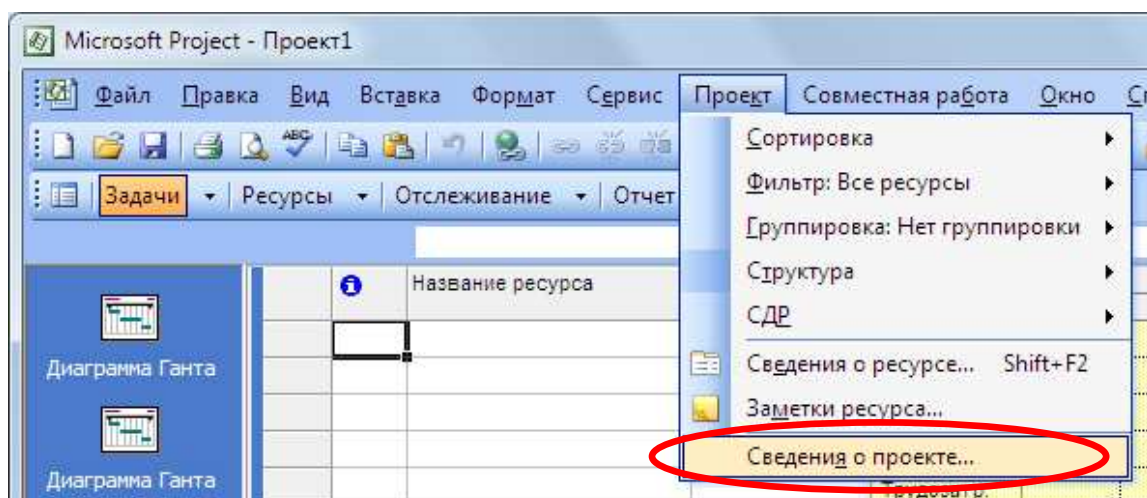 Microsoft Project - Проект1
Файл Правка Вид Вставка Формат Сервис Проект Совместная работа Окно
ABC
Задачи Ресурсы Отслеживание Отчет
Сортировка
Фильтр: Все ресурсы
Группировка: Нет группировки
Структура
СДР
Сведения о ресурсе... Shift+F2
Заметки ресурса...
Сведения о проекте...
Название ресурса
Диаграмма Ганта
Диаграмма Ганта